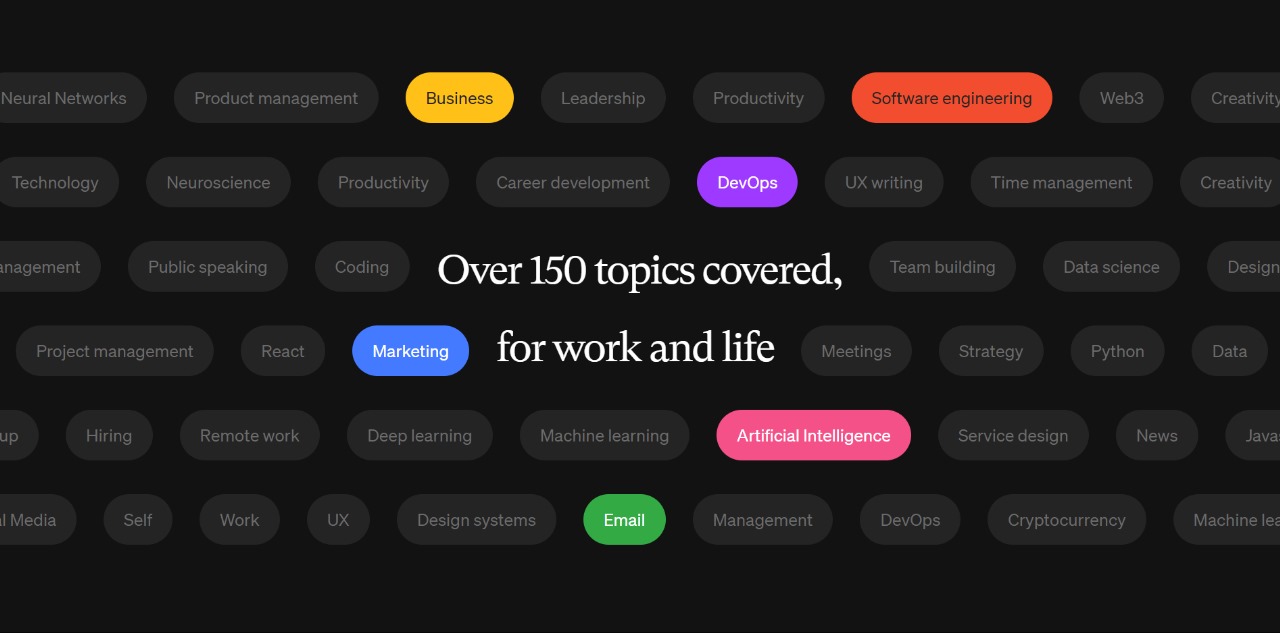 Neural Networks Product management Business Leadership Productivity Software engineering Web3 Creativity
Technology Neuroscience Productivity Career development DevOps UX writing Time management Creativity
anagement Public speaking Coding Over 150 topics covered, Team building Data science Design
Project management React Marketing for work and life Meetings Strategy Python Data
up Hiring Remote work Deep learning Machine learning Artificial Intelligence Service design News Java
l Media Self Work UX Design systems Email Management DevOps Cryptocurrency Machine lea